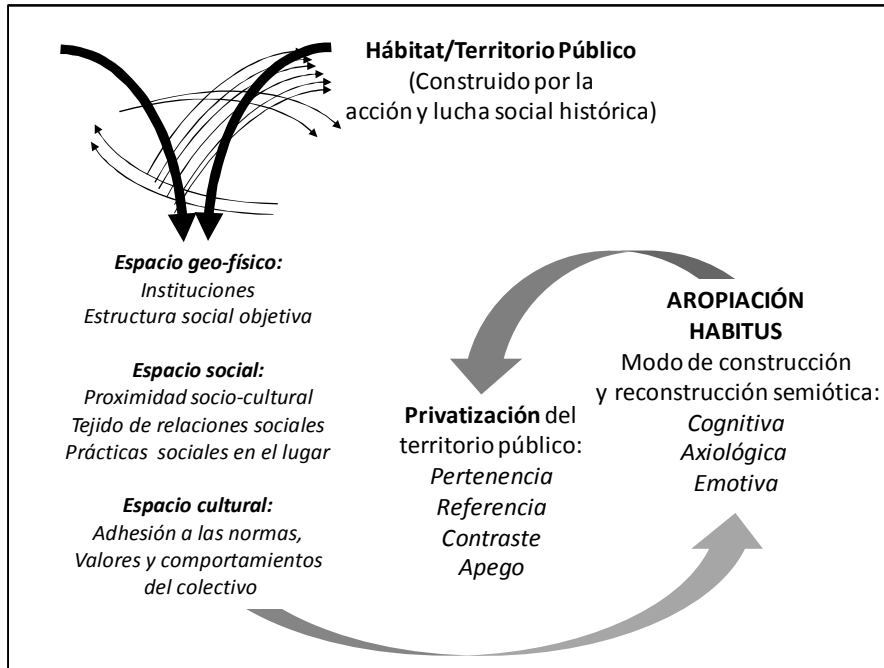 Hábitat/Territorio Público
(Construido por la
acción y lucha social histórica)
Espacio geo-físico:
Instituciones
Estructura social objetiva
Espacio social:
Proximidad socio-cultural
Tejido de relaciones sociales
Prácticas sociales en el lugar
Espacio cultural:
Adhesión a las normas,
Valores y comportamientos
del colectivo
Privatización del
territorio público:
Pertenencia
Referencia
Contraste
Apego
AROPIACIÓN
HABITUS
Modo de construcción
y reconstrucción semiótica:
Cognitiva
Axiológica
Emotiva